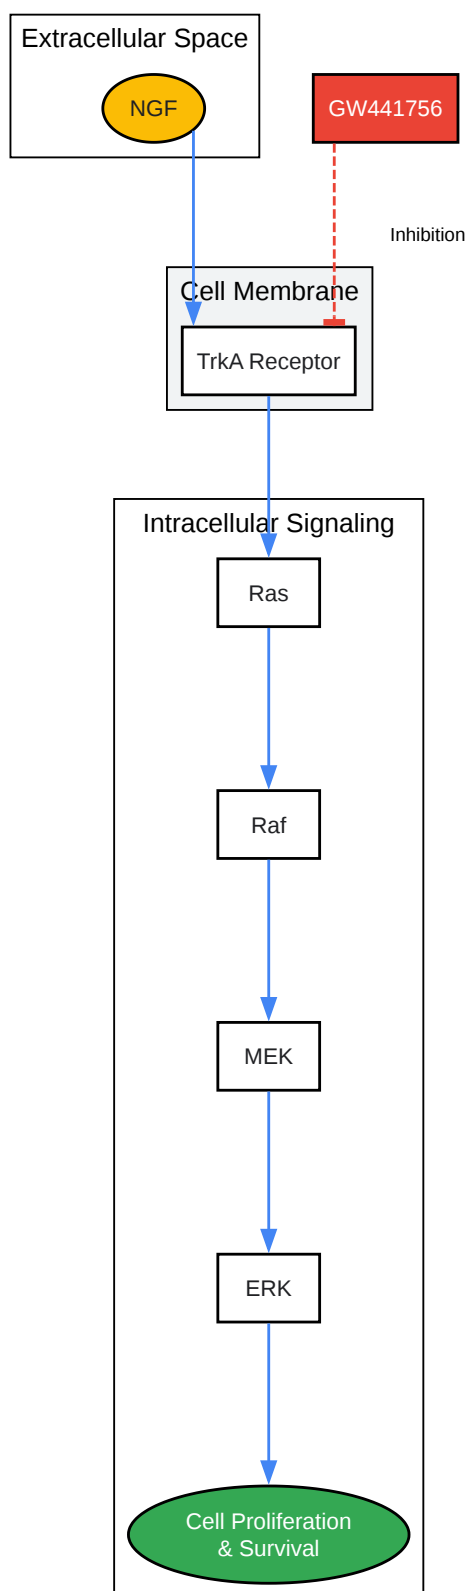 Extracellular Space
NGF
GW441756
Inhibition
Cell Membrane
TrkA Receptor
Intracellular Signaling
Ras
Raf
MEK
ERK
Cell Proliferation
& Survival